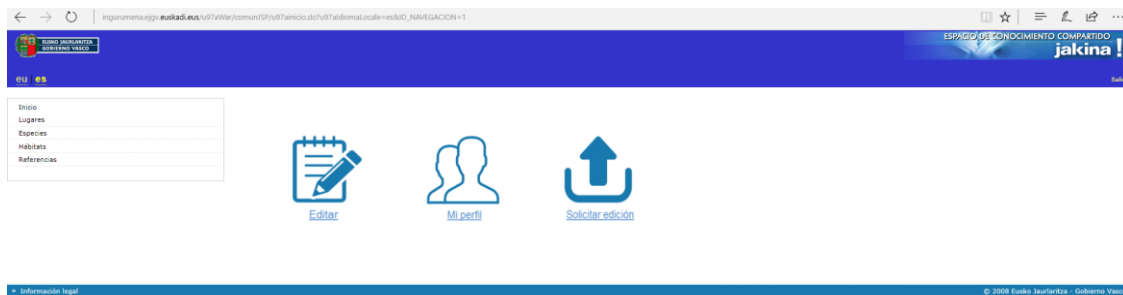 ingurumena.ejgv.euskadi.eus/u97aWar/comunJSP/u97ainicio.do?u97aIdiomaLocale=es&ID_NAVEGACION=1
EUSKO JAURLARITZA
GOBIERNO VASCO
ESPACIO DE CONOCIMIENTO COMPARTIDO
jakina !
eu es
Inicio
Lugares
Especies
Hábitats
Referencias
Editar
Mi perfil
Solicitar edición
Información legal
© 2008 Eusko Jaurlaritza - Gobierno Vasco